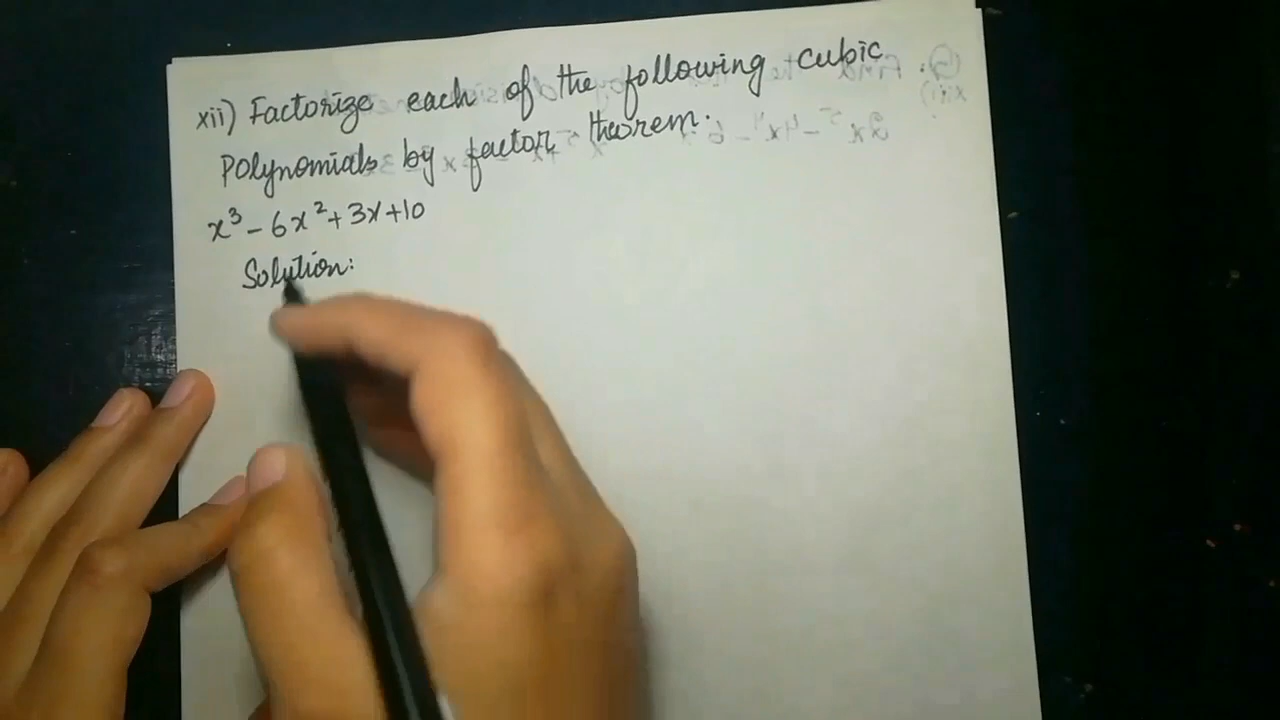 xii) Factorize each of the following cubic
Polynomials by factor theorem.
x³ - 6x² + 3x + 10
Solution: